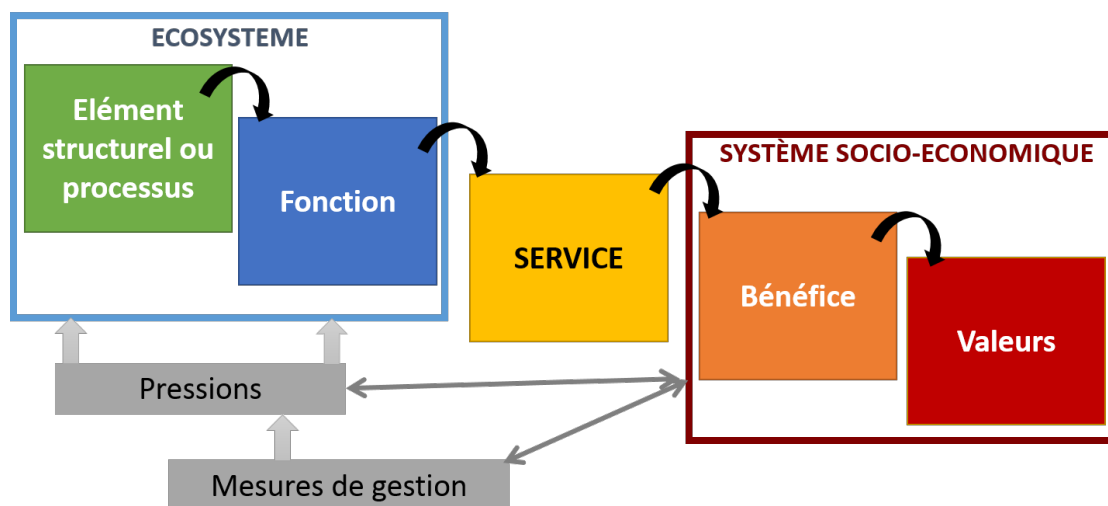 ECOSYSTEME
Elément
structurel ou
processus
Fonction
SERVICE
SYSTÈME SOCIO-ECONOMIQUE
Bénéfice
Valeurs
Pressions
Mesures de gestion